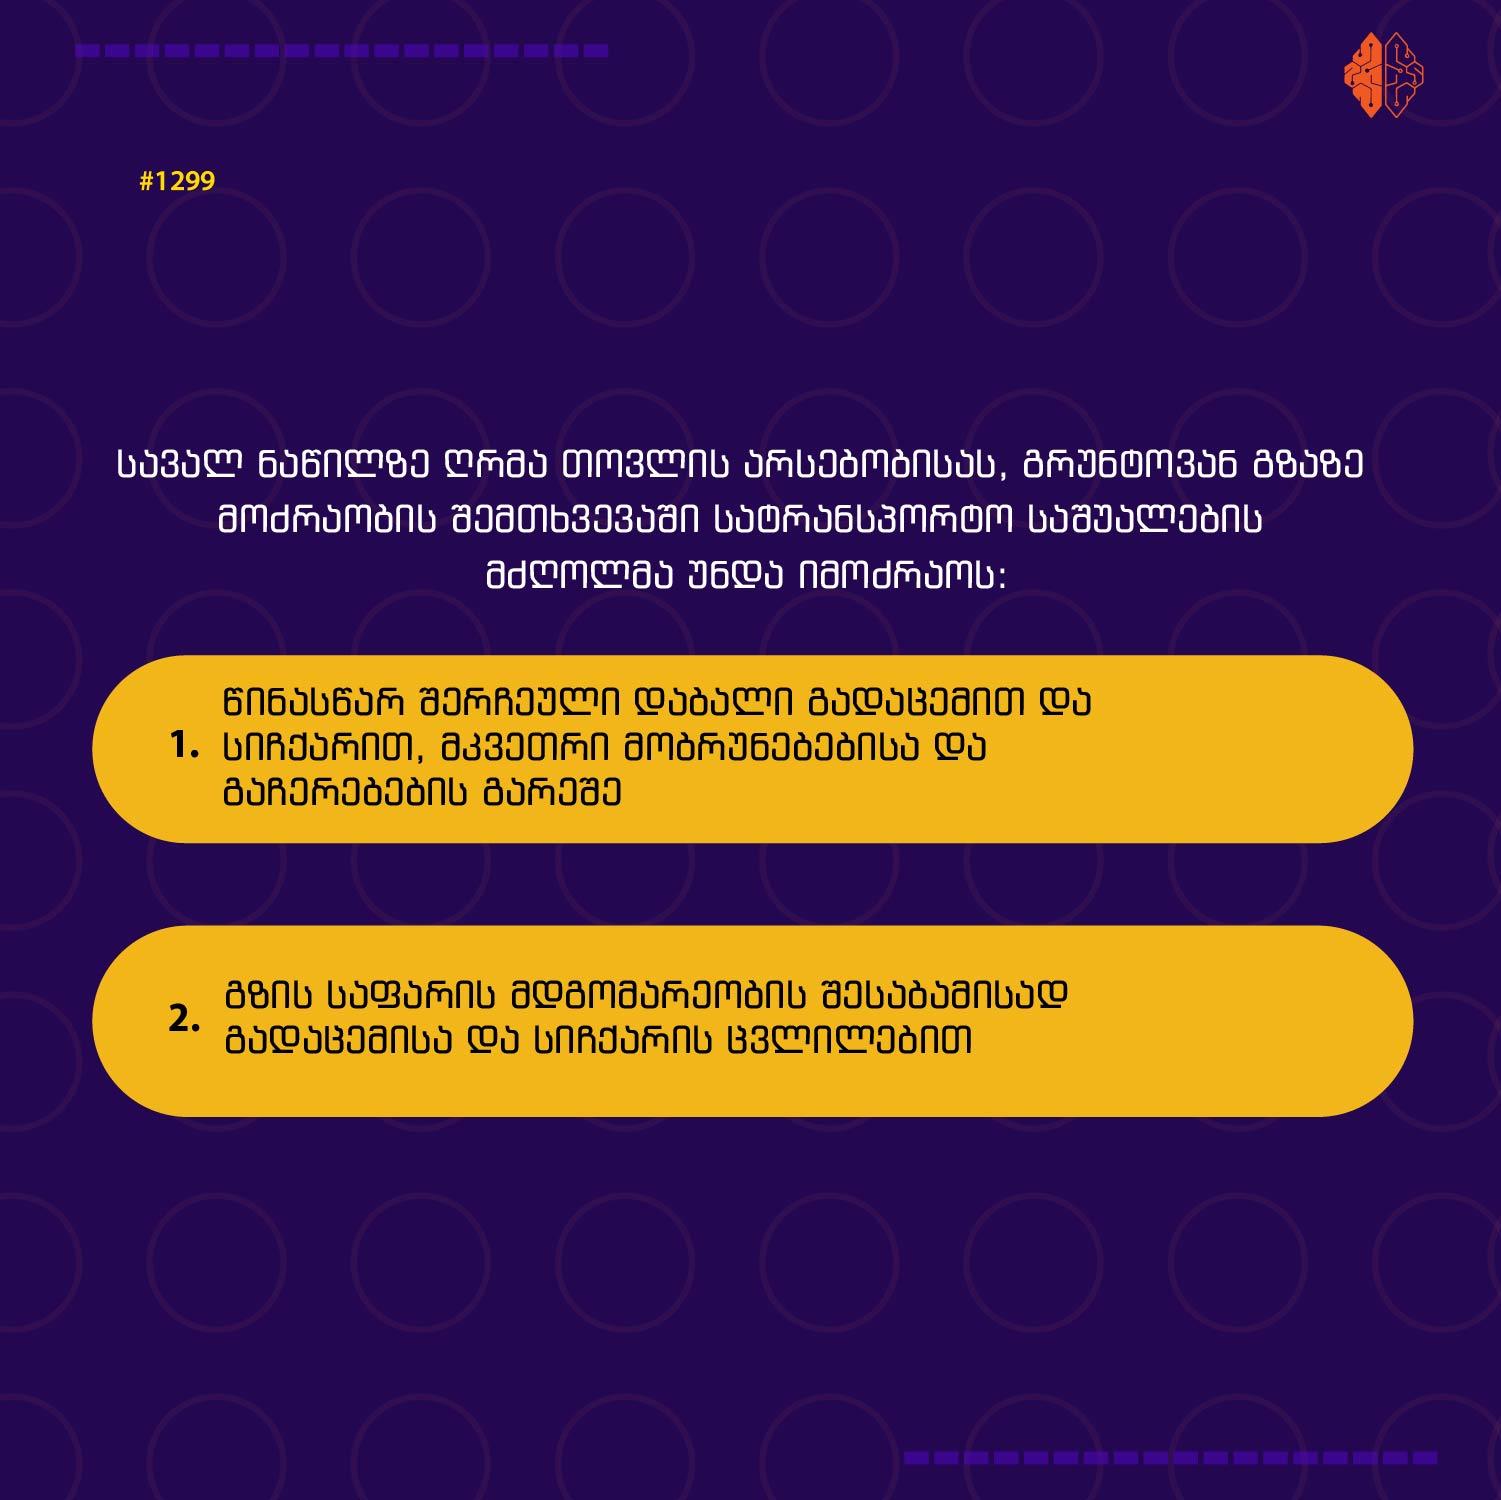 #1299
სავალ ნაწილზე ღრმა თოვლის არსებობისას, გრუნტოვან გზაზე
მოძრაობის შემთხვევაში სატრანსპორტო საშუალების
მძღოლმა უნდა იმოძრაოს:
1. წინასწარ შერჩეული დაბალი გადაცემით და
სიჩქარით, მკვეთრი მობრუნებებისა და
გაჩერებების გარეშე
2. გზის საფარის მდგომარეობის შესაბამისად
გადაცემისა და სიჩქარის ცვლილებით